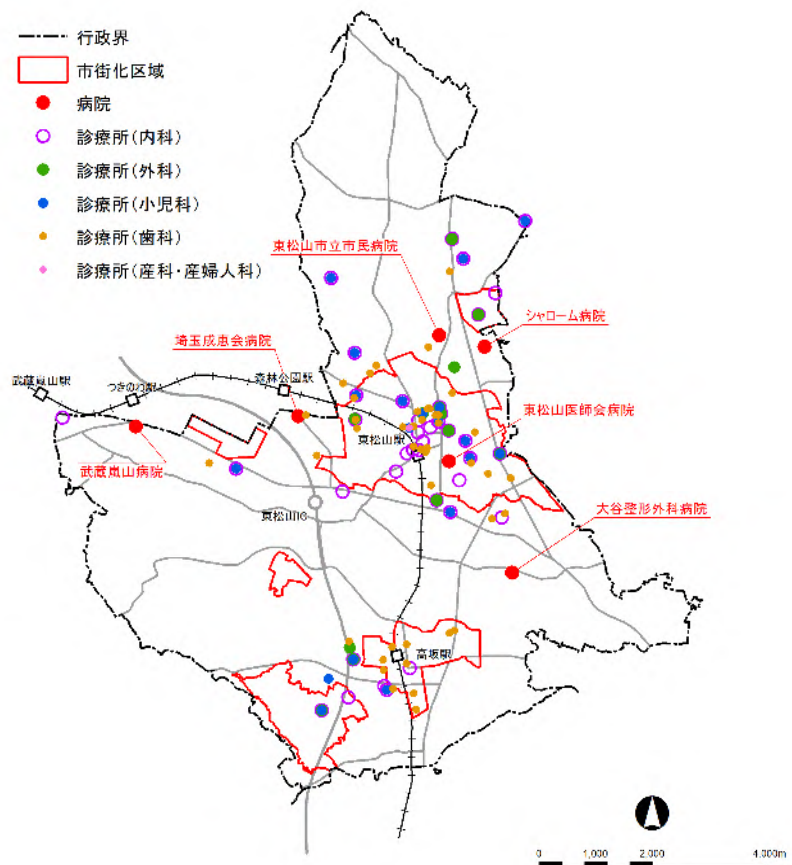 行政界
市街化区域
病院
診療所(内科)
診療所(外科)
診療所(小児科)
診療所(歯科)
診療所(産科・産婦人科)
東松山市立市民病院
シャローム病院
埼玉成恵会病院
武蔵嵐山駅
つきのわ駅
森林公園駅
東松山医師会病院
東松山駅
武蔵嵐山病院
東松山IC
大谷整形外科病院
高坂駅
0 1,000 2,000 4,000m